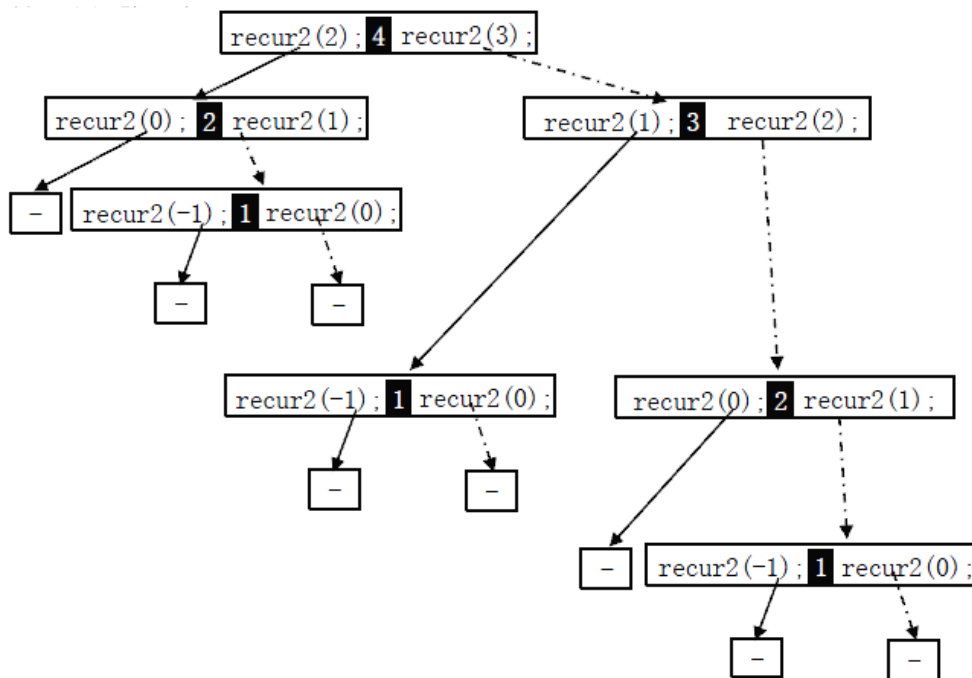 recur2(2); 4 recur2(3);
recur2(0); 2 recur2(1);
recur2(1); 3 recur2(2);
-
recur2(-1); 1 recur2(0);
-
-
recur2(-1); 1 recur2(0);
recur2(0); 2 recur2(1);
-
-
-
recur2(-1); 1 recur2(0);
-
-